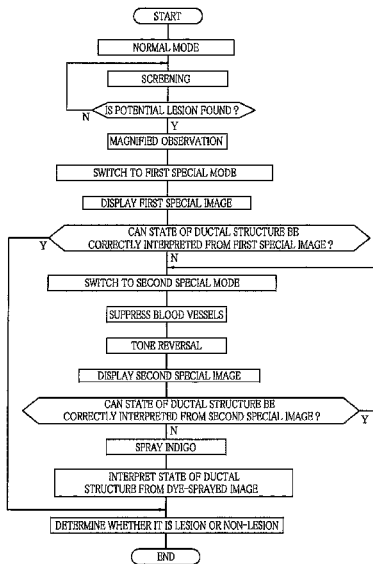 START
NORMAL MODE
SCREENING
IS POTENTIAL LESION FOUND ?
N
Y
MAGNIFIED OBSERVATION
SWITCH TO FIRST SPECIAL MODE
DISPLAY FIRST SPECIAL IMAGE
CAN STATE OF DUCTAL STRUCTURE BE
CORRECTLY INTERPRETED FROM FIRST SPECIAL IMAGE ?
Y
N
SWITCH TO SECOND SPECIAL MODE
SUPPRESS BLOOD VESSELS
TONE REVERSAL
DISPLAY SECOND SPECIAL IMAGE
CAN STATE OF DUCTAL STRUCTURE BE
CORRECTLY INTERPRETED FROM SECOND SPECIAL IMAGE ?
Y
N
SPRAY INDIGO
INTERPRET STATE OF DUCTAL
STRUCTURE FROM DYE-SPRAYED IMAGE
DETERMINE WHETHER IT IS LESION OR NON-LESION
END